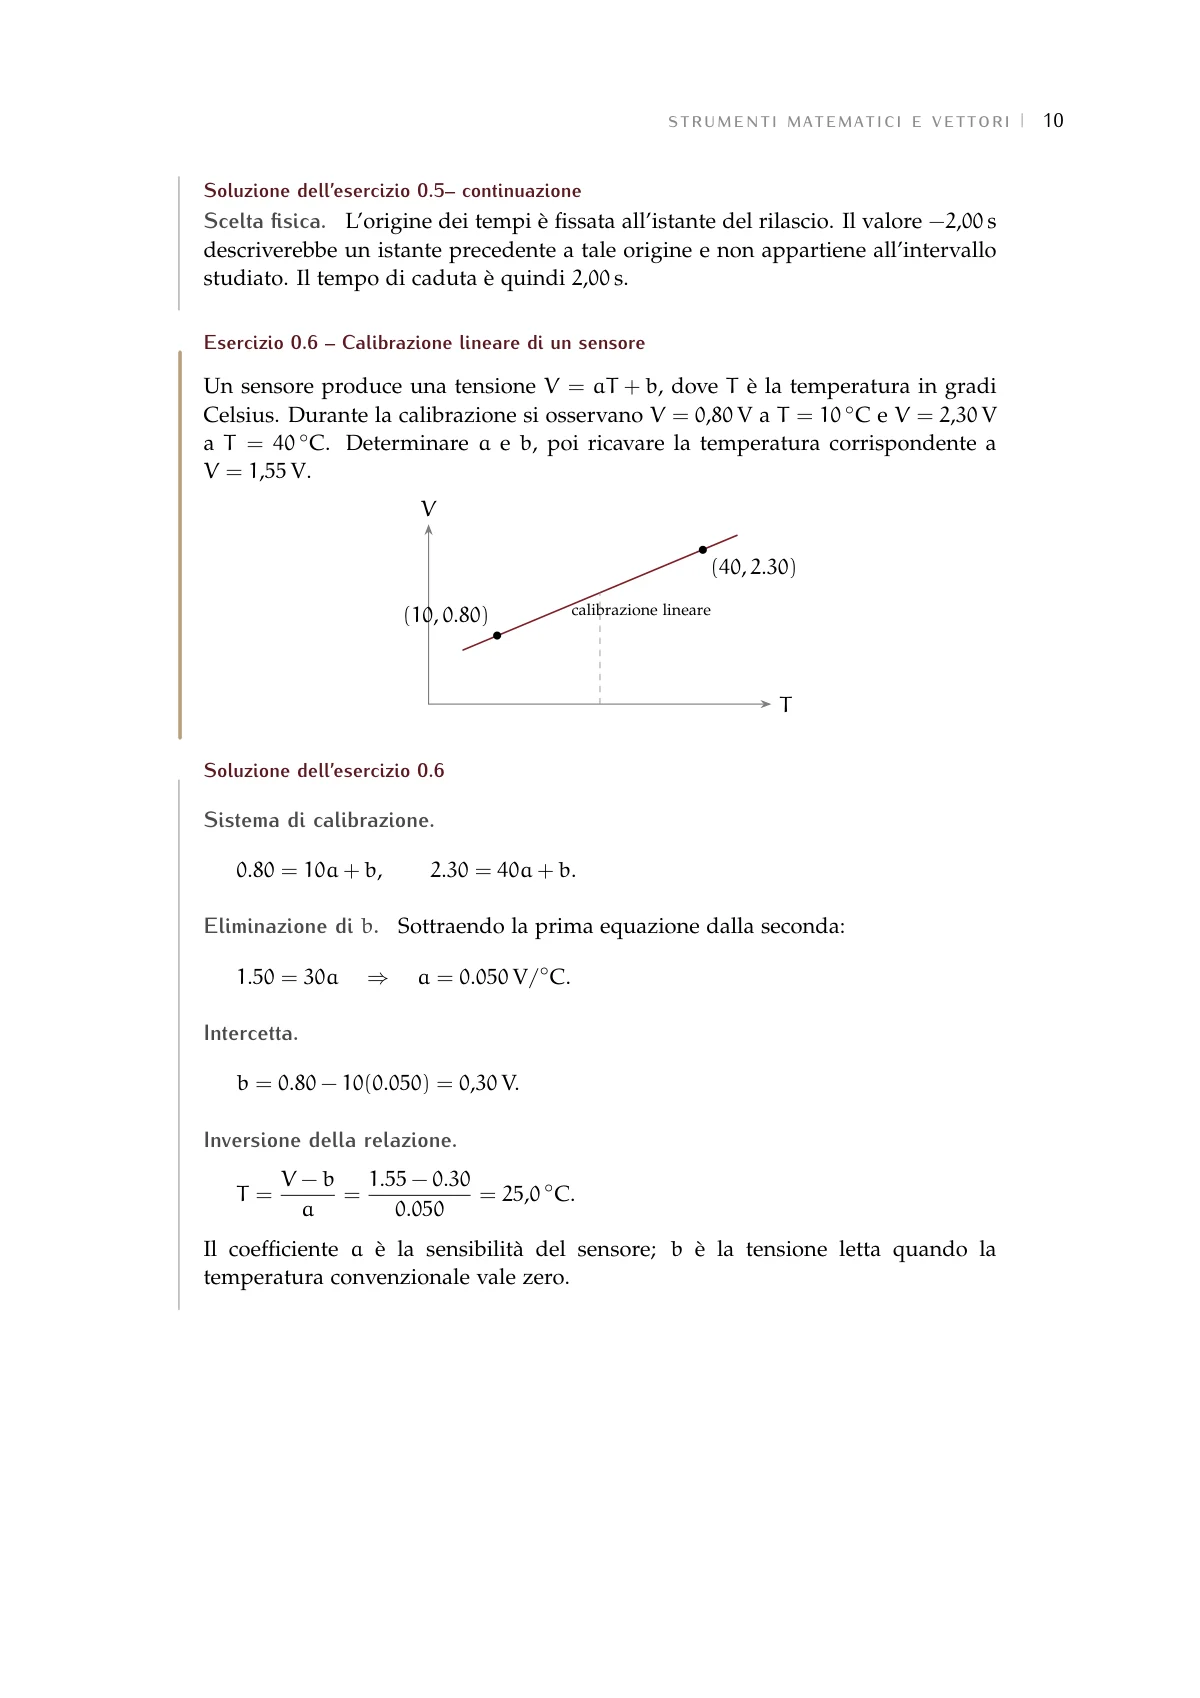 STRUMENTI MATEMATICI E VETTORI | 10
Soluzione dell'esercizio 0.5– continuazione
Scelta fisica. L'origine dei tempi è fissata all'istante del rilascio. Il valore −2,00 s
descriverebbe un istante precedente a tale origine e non appartiene all'intervallo
studiato. Il tempo di caduta è quindi 2,00 s.
Esercizio 0.6 – Calibrazione lineare di un sensore
Un sensore produce una tensione V = aT + b, dove T è la temperatura in gradi
Celsius. Durante la calibrazione si osservano V = 0,80 V a T = 10 °C e V = 2,30 V
a T = 40 °C. Determinare a e b, poi ricavare la temperatura corrispondente a
V = 1,55 V.
V
(40, 2.30)
calibrazione lineare
(10, 0.80)
T
Soluzione dell'esercizio 0.6
Sistema di calibrazione.
0.80 = 10a + b, 2.30 = 40a + b.
Eliminazione di b. Sottraendo la prima equazione dalla seconda:
1.50 = 30a ⇒ a = 0.050 V/°C.
Intercetta.
b = 0.80 − 10(0.050) = 0,30 V.
Inversione della relazione.
T = (V − b)/a = (1.55 − 0.30)/0.050 = 25,0 °C.
Il coefficiente a è la sensibilità del sensore; b è la tensione letta quando la
temperatura convenzionale vale zero.